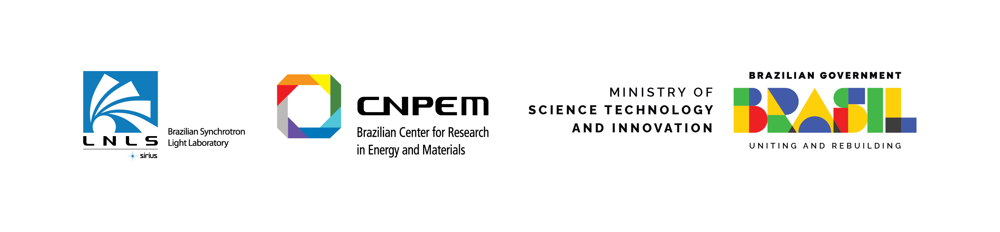 LNLS
sirius
Brazilian Synchrotron
Light Laboratory
CNPEM
Brazilian Center for Research
in Energy and Materials
MINISTRY OF
SCIENCE TECHNOLOGY
AND INNOVATION
BRAZILIAN GOVERNMENT
BRASIL
UNITING AND REBUILDING